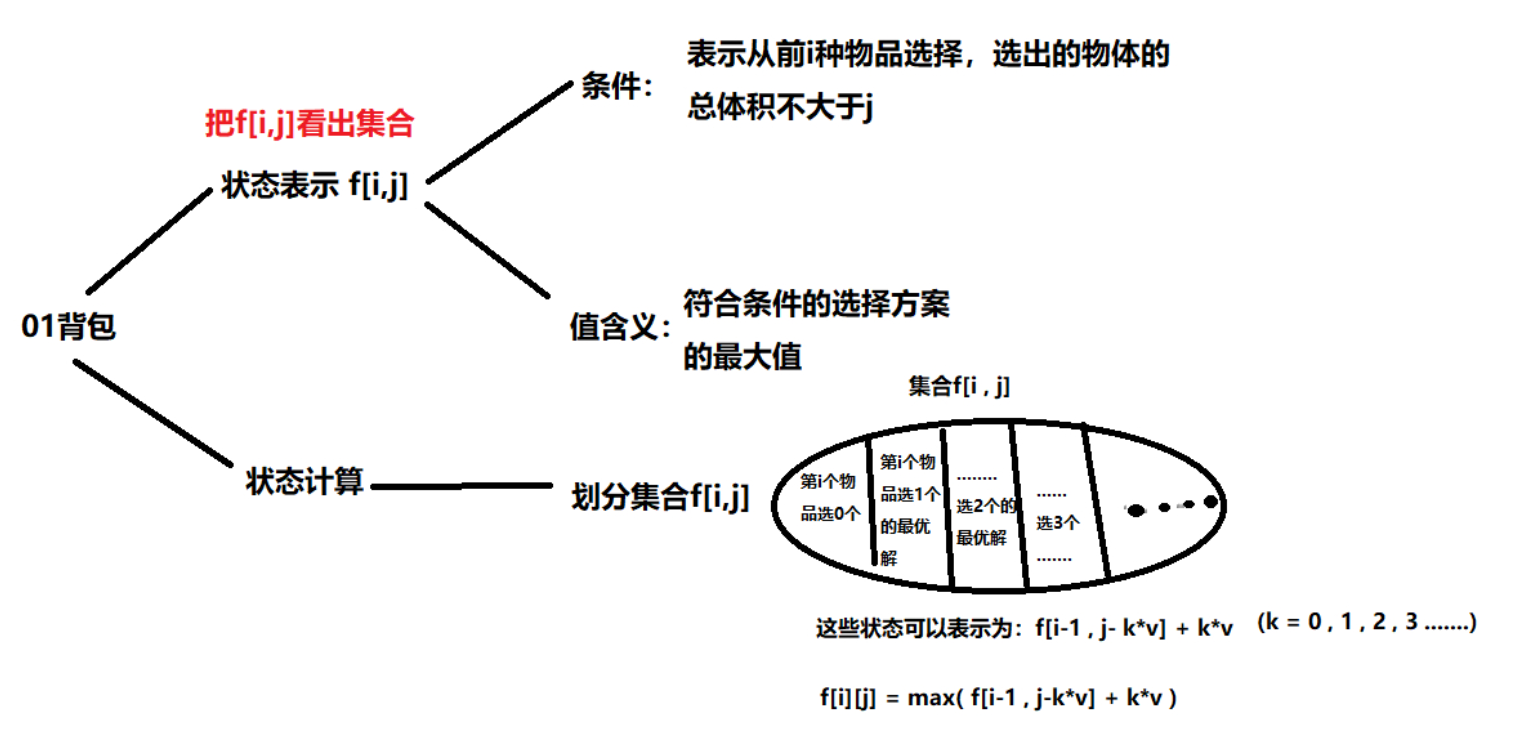 表示从前i种物品选择，选出的物体的
条件：
总体积不大于j
把f[i,j]看出集合
状态表示 f[i,j]
01背包
符合条件的选择方案
值含义：
的最大值
集合f[i , j]
状态计算
划分集合f[i,j]
第i个物
品选0个
第i个物
品选1个
的最优
解
........
选2个的
最优解
......
选3个
.......
这些状态可以表示为：f[i-1 , j- k*v] + k*v （k = 0 , 1 , 2 , 3 .......)
f[i][j] = max( f[i-1 , j-k*v] + k*v )